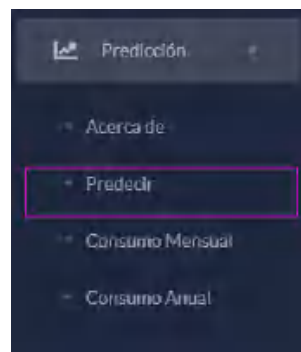 Predicción
Acerca de
Predecir
Consumo Mensual
Consumo Anual